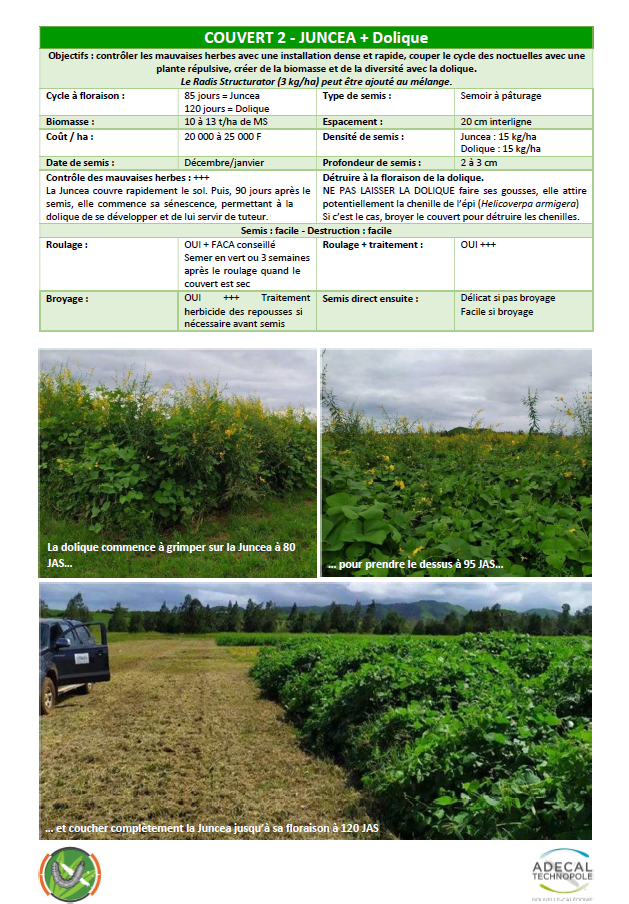 COUVERT 2 - JUNCEA + Dolique
Objectifs : contrôler les mauvaises herbes avec une installation dense et rapide, couper le cycle des noctuelles avec une
plante répulsive, créer de la biomasse et de la diversité avec la dolique.
Le Radis Structurator (3 kg/ha) peut être ajouté au mélange.
Cycle à floraison :
85 jours = Juncea
120 jours = Dolique
Type de semis :
Semoir à pâturage
Biomasse :
10 à 13 t/ha de MS
Espacement :
20 cm interligne
Coût / ha :
20 000 à 25 000 F
Densité de semis :
Juncea : 15 kg/ha
Dolique : 15 kg/ha
Date de semis :
Décembre/janvier
Profondeur de semis :
2 à 3 cm
Contrôle des mauvaises herbes : +++
La Juncea couvre rapidement le sol. Puis, 90 jours après le
semis, elle commence sa sénescence, permettant à la
dolique de se développer et de lui servir de tuteur.
Détruire à la floraison de la dolique.
NE PAS LAISSER LA DOLIQUE faire ses gousses, elle attire
potentiellement la chenille de l'épi (Helicoverpa armigera)
Si c'est le cas, broyer le couvert pour détruire les chenilles.
Semis : facile - Destruction : facile
Roulage :
OUI + FACA conseillé
Semer en vert ou 3 semaines
après le roulage quand le
couvert est sec
Roulage + traitement :
OUI +++
Broyage :
OUI +++ Traitement
herbicide des repousses si
nécessaire avant semis
Semis direct ensuite :
Délicat si pas broyage
Facile si broyage
La dolique commence à grimper sur la Juncea à 80
JAS...
... pour prendre le dessus à 95 JAS...
... et coucher complètement la Juncea jusqu'à sa floraison à 120 JAS
ADECAL
TECHNOPOLE
NOUVELLE-CALÉDONIE